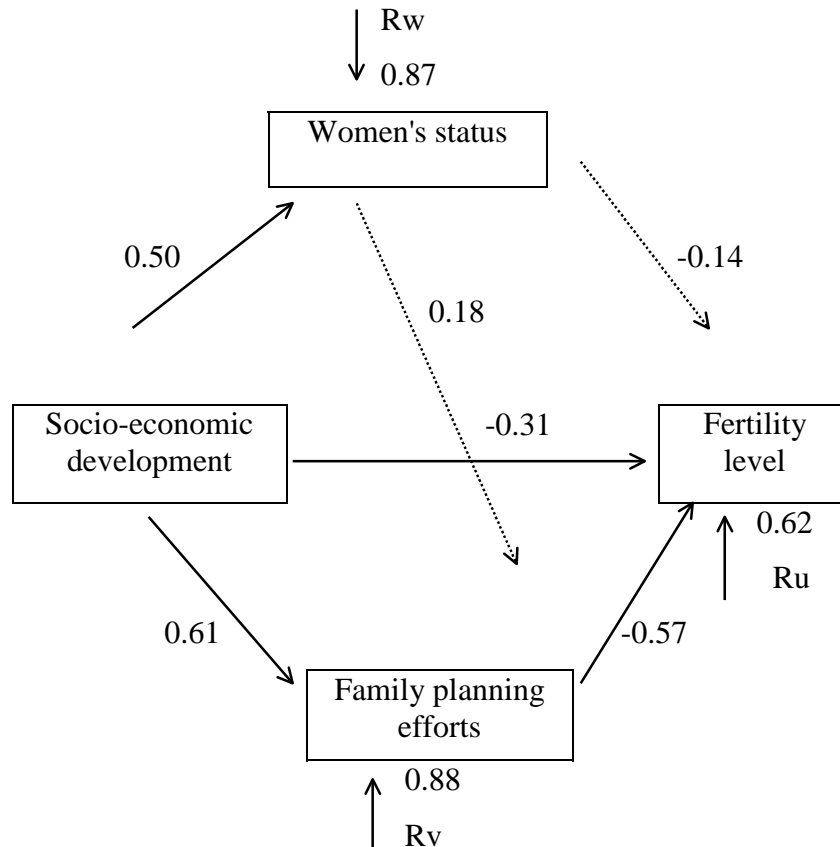 Rw
0.87
Women's status
0.50
-0.14
0.18
Socio-economic
development
-0.31
Fertility
level
0.62
Ru
0.61
-0.57
Family planning
efforts
0.88
Rv